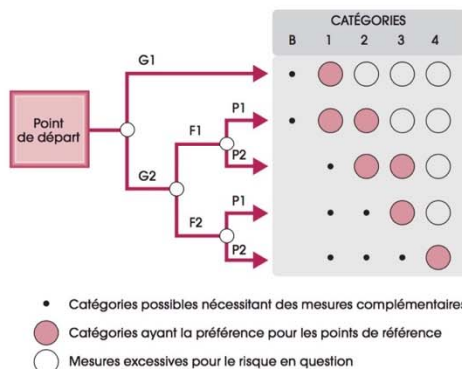 CATÉGORIES
B 1 2 3 4
G1
Point
de départ
F1
P1
P2
G2
F2
P1
P2
Catégories possibles nécessitant des mesures complémentaires
Catégories ayant la préférence pour les points de référence
Mesures excessives pour le risque en question